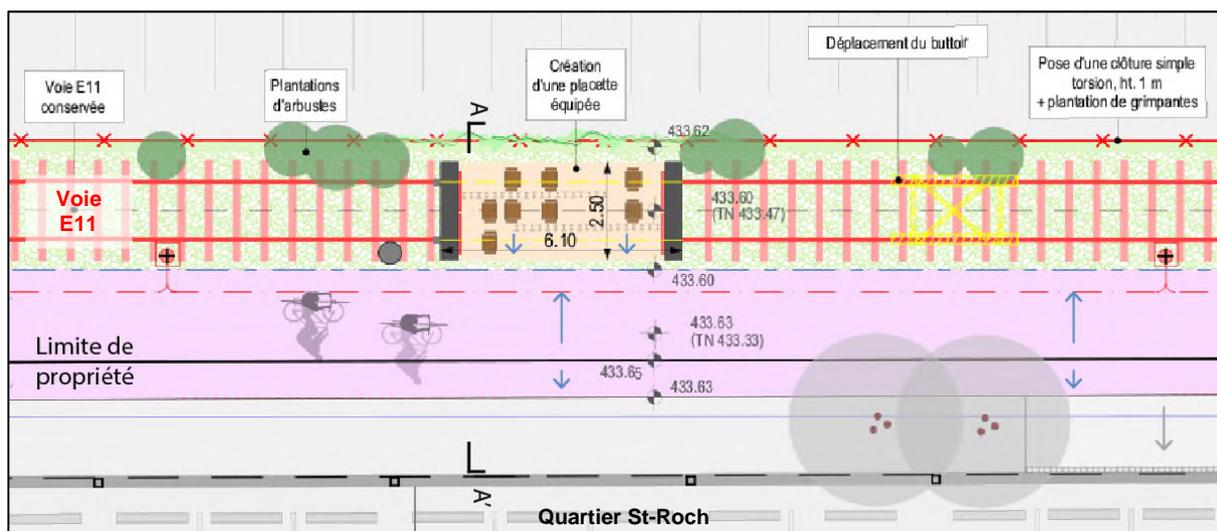 Voie E11
conservée
Plantations
d'arbustes
Création
d'une placette
équipée
Déplacement du buttoir
Pose d'une clôture simple
torsion, ht. 1 m
+ plantation de grimpantes
A
433.62
Voie
E11
433.60
(TN 433.47)
2.50
6.10
433.60
433.63
(TN 433.33)
Limite de
propriété
433.65
433.63
A'
Quartier St-Roch